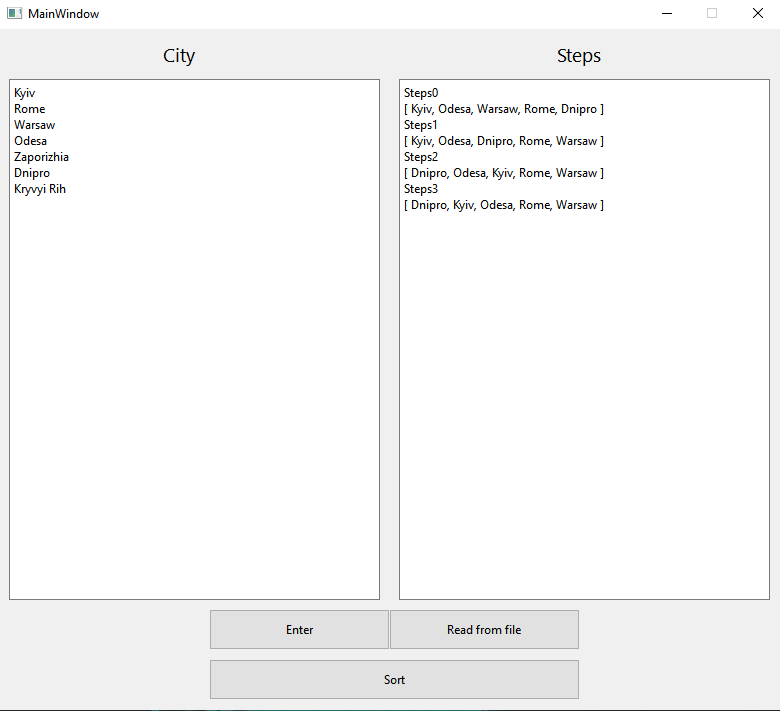 MainWindow
City
Steps
Kyiv
Rome
Warsaw
Odesa
Zaporizhia
Dnipro
Kryvyi Rih
Steps0
[ Kyiv, Odesa, Warsaw, Rome, Dnipro ]
Steps1
[ Kyiv, Odesa, Dnipro, Rome, Warsaw ]
Steps2
[ Dnipro, Odesa, Kyiv, Rome, Warsaw ]
Steps3
[ Dnipro, Kyiv, Odesa, Rome, Warsaw ]
Enter
Read from file
Sort